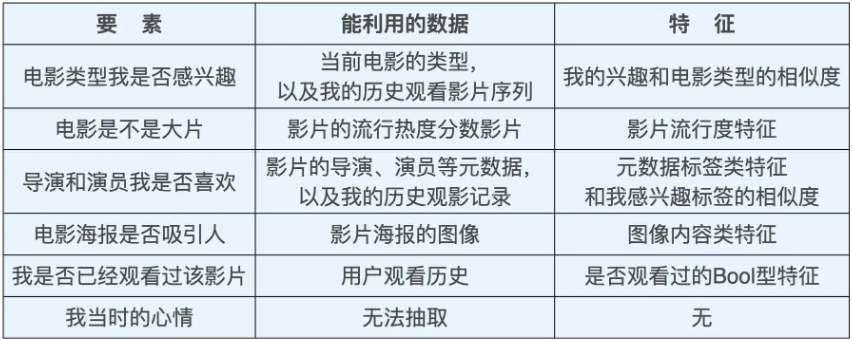 要 素 能利用的数据 特 征
电影类型我是否感兴趣 当前电影的类型，
以及我的历史观看影片序列 我的兴趣和电影类型的相似度
电影是不是大片 影片的流行热度分数影片 影片流行度特征
导演和演员我是否喜欢 影片的导演、演员等元数据，
以及我的历史观影记录 元数据标签类特征
和我感兴趣标签的相似度
电影海报是否吸引人 影片海报的图像 图像内容类特征
我是否已经观看过该影片 用户观看历史 是否观看过的Bool型特征
我当时的心情 无法抽取 无